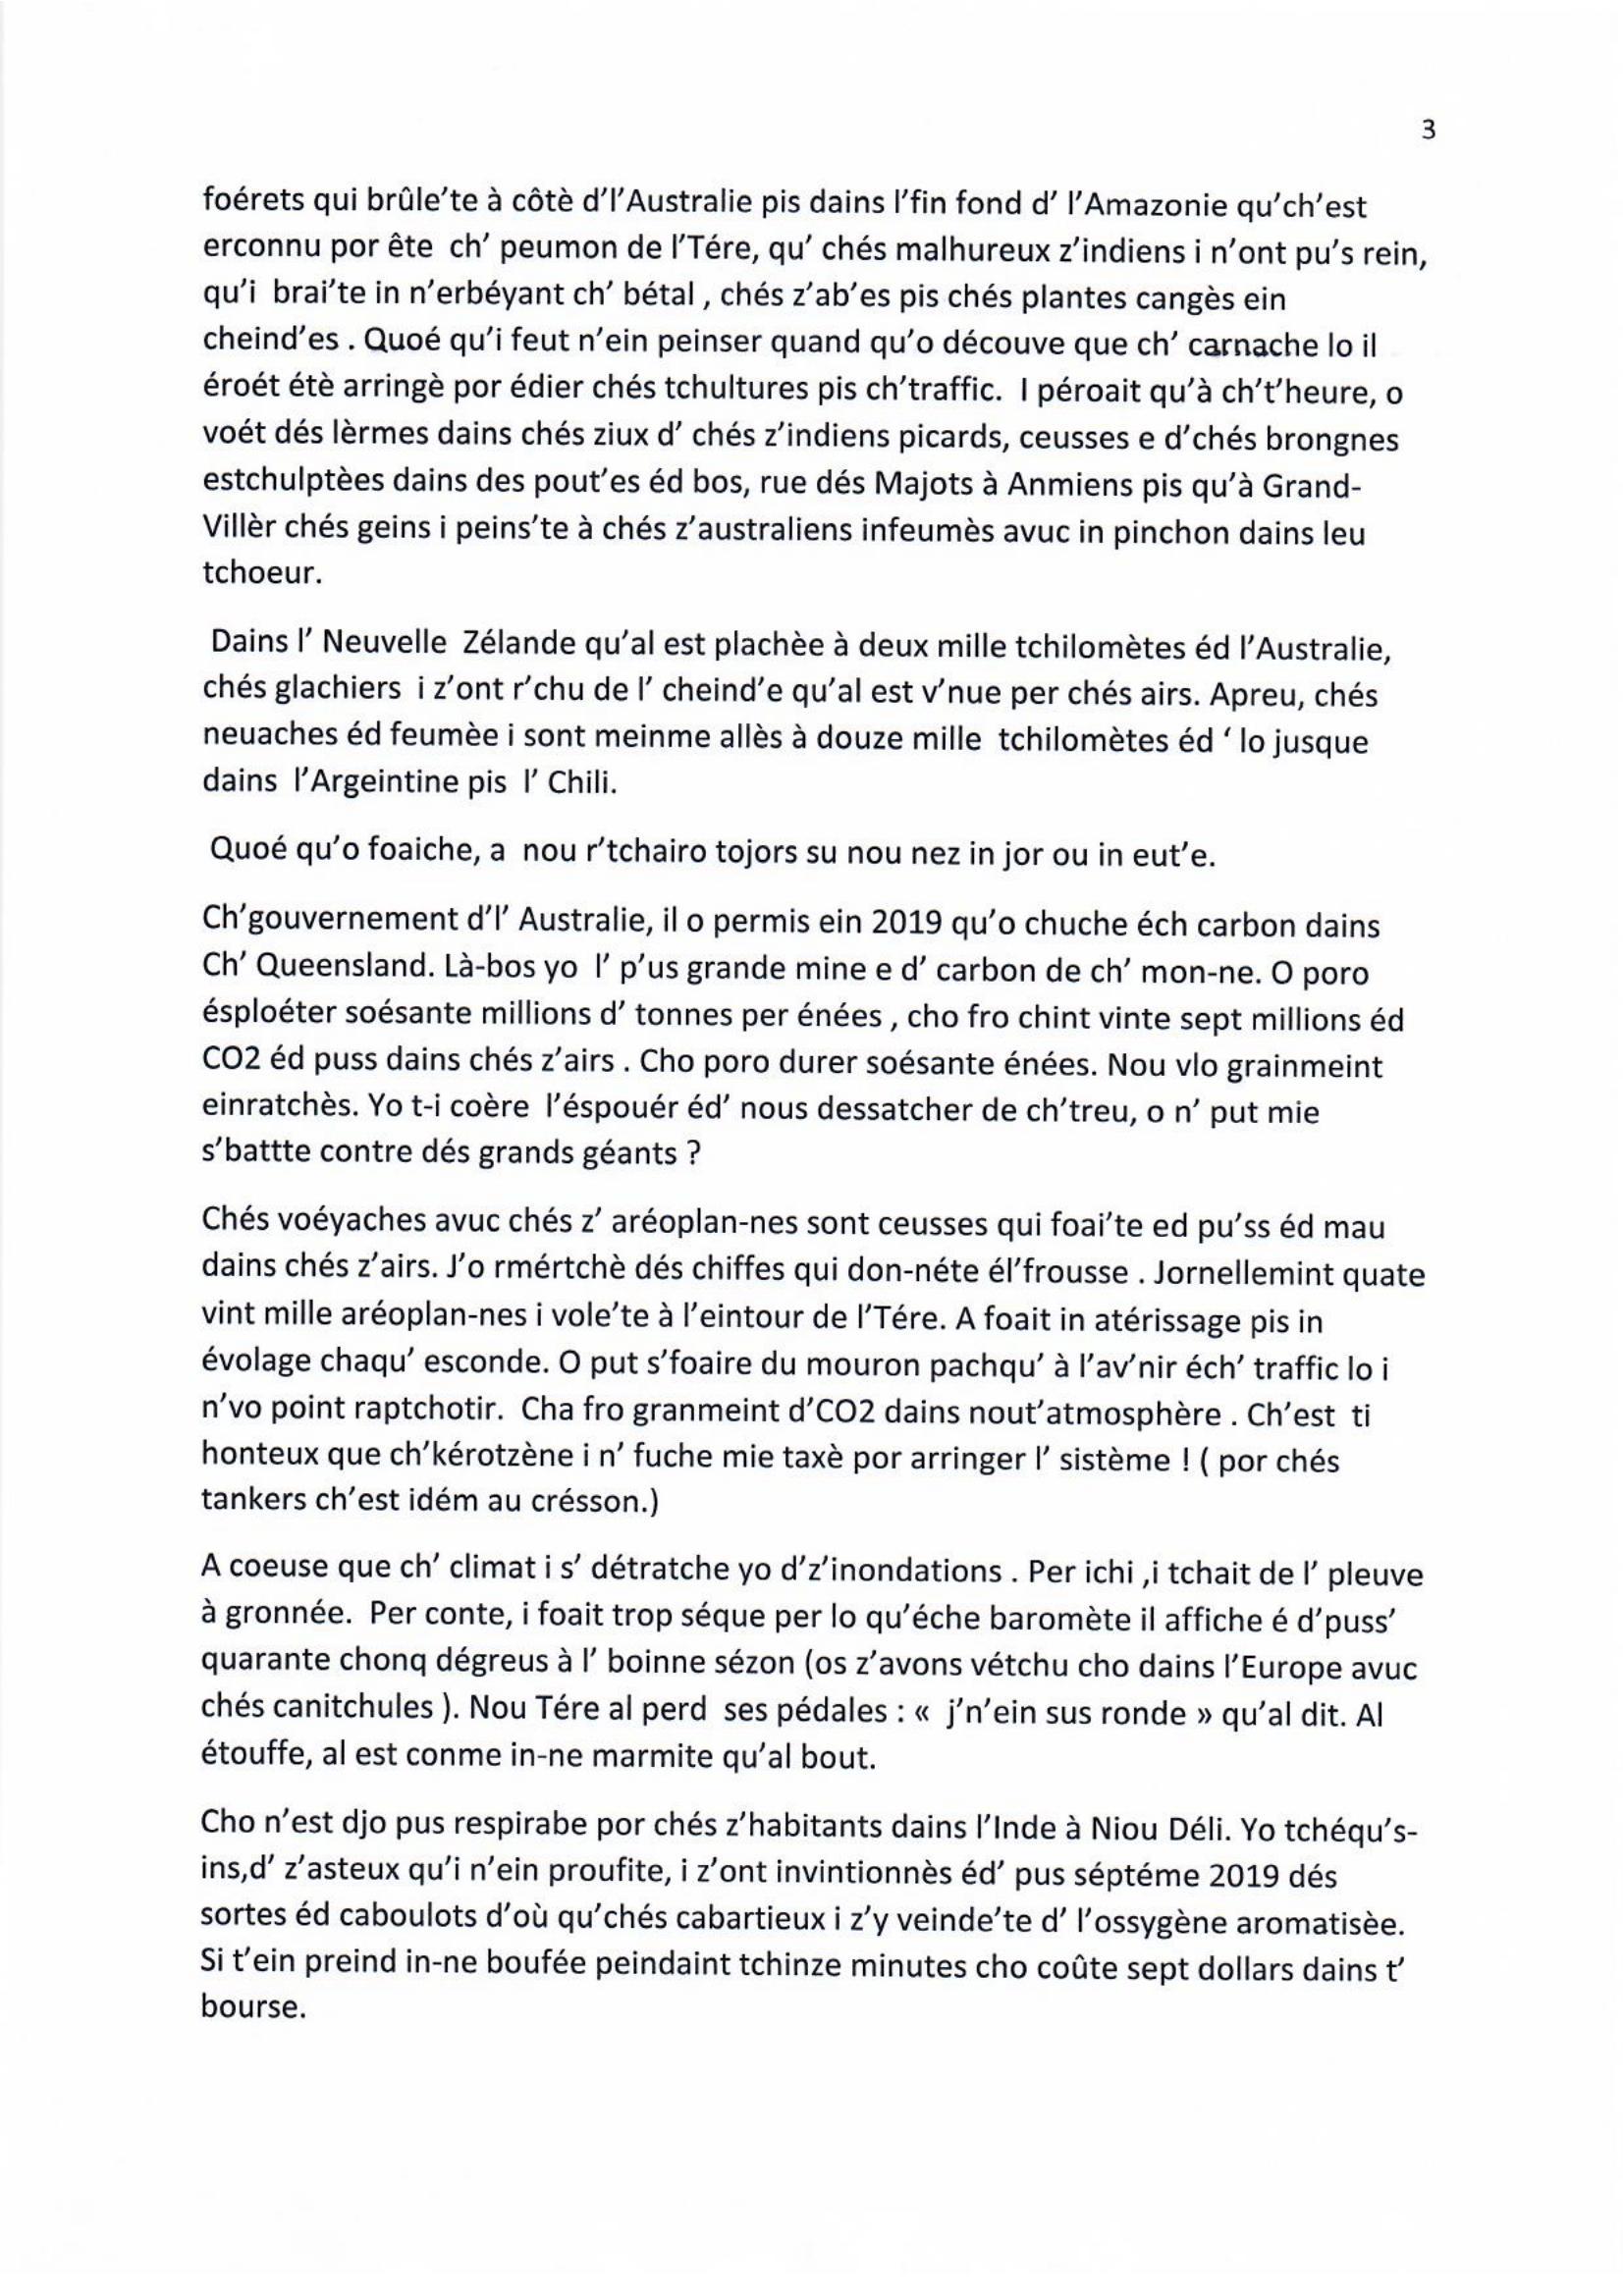 3
foérets qui brûle’te à côtè d’l’Australie pis dains l’fin fond d’ l’Amazonie qu’ch’est
erconnu por ête ch’ peumon de l’Tére, qu’ chés malhureux z’indiens i n’ont pu’s rein,
qu’i brai’te in n’erbéyant ch’ bétal , chés z’ab’es pis chés plantes cangès ein
cheind’es . Quoé qu’i feut n’ein peinser quand qu’o découve que ch’ carnache lo il
éroét étè arringè por édier chés tchultures pis ch’traffic. I péroait qu’à ch’t’heure, o
voét dés lèrmes dains chés ziux d’ chés z’indiens picards, ceusses e d’chés brongnes
estchulptèes dains des pout’es éd bos, rue dés Majots à Anmiens pis qu’à Grand-
Villèr chés geins i peins’te à chés z’australiens infeumès avuc in pinchon dains leu
tchoeur.
Dains l’ Neuvelle Zélande qu’al est plachèe à deux mille tchilomètes éd l’Australie,
chés glachiers i z’ont r’chu de l’ cheind’e qu’al est v’nue per chés airs. Apreu, chés
neuaches éd feumèe i sont meinme allès à douze mille tchilomètes éd ‘ lo jusque
dains l’Argeintine pis l’ Chili.
Quoé qu’o foaiche, a nou r’tchairo tojors su nou nez in jor ou in eut’e.
Ch’gouvernement d’l’ Australie, il o permis ein 2019 qu’o chuche éch carbon dains
Ch’ Queensland. Là-bos yo l’ p’us grande mine e d’ carbon de ch’ mon-ne. O poro
ésploéter soésante millions d’ tonnes per énées , cho fro chint vinte sept millions éd
CO2 éd puss dains chés z’airs . Cho poro durer soésante énées. Nou vlo grainmeint
einratchès. Yo t-i coère l’éspouér éd’ nous dessatcher de ch’treu, o n’ put mie
s’battte contre dés grands géants ?
Chés voéyaches avuc chés z’ aréoplan-nes sont ceusses qui foai’te ed pu’ss éd mau
dains chés z’airs. J’o rmértchè dés chiffes qui don-néte él’frousse . Jornellemint quate
vint mille aréoplan-nes i vole’te à l’eintour de l’Tére. A foait in atérissage pis in
évolage chaqu’ esconde. O put s’foaire du mouron pachqu’ à l’av’nir éch’ traffic lo i
n’vo point raptchotir. Cha fro granmeint d’CO2 dains nout’atmosphère . Ch’est ti
honteux que ch’kérotzène i n’ fuche mie taxè por arringer l’ sistème ! ( por chés
tankers ch’est idém au crésson.)
A coeuse que ch’ climat i s’ détratche yo d’z’inondations . Per ichi ,i tchait de l’ pleuve
à gronnée. Per conte, i foait trop séque per lo qu’éche baromète il affiche é d’puss’
quarante chonq dégreus à l’ boinne sézon (os z’avons vétchu cho dains l’Europe avuc
chés canitchules ). Nou Tére al perd ses pédales : « j’n’ein sus ronde » qu’al dit. Al
étouffe, al est conme in-ne marmite qu’al bout.
Cho n’est djo pus respirabe por chés z’habitants dains l’Inde à Niou Déli. Yo tchéqu’s-
ins,d’ z’asteux qu’i n’ein proufite, i z’ont invintionnès éd’ pus séptéme 2019 dés
sortes éd caboulots d’où qu’chés cabartieux i z’y veinde’te d’ l’ossygène aromatisèe.
Si t’ein preind in-ne boufée peindaint tchinze minutes cho coûte sept dollars dains t’
bourse.